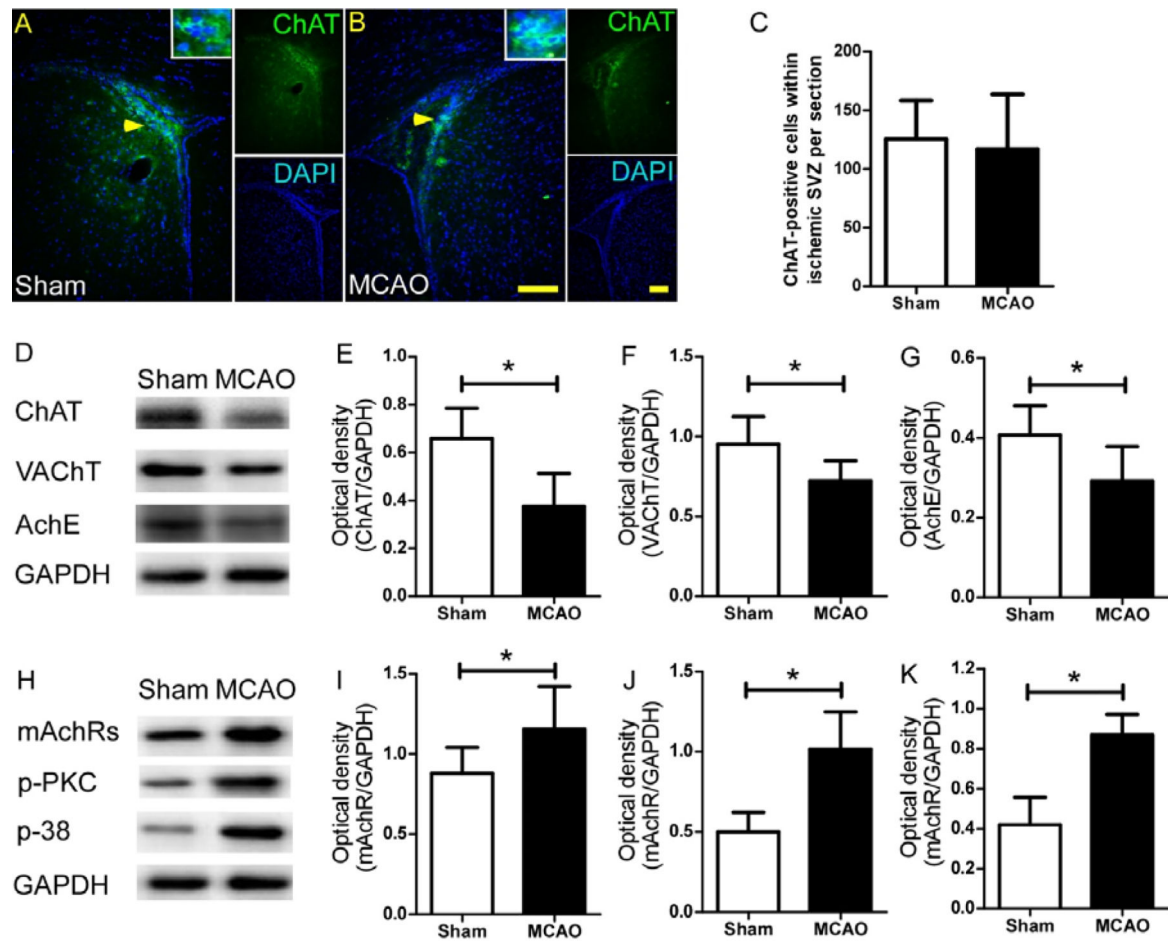 A
ChAT
B
ChAT
DAPI
DAPI
Sham
MCAO
C
ChAT-positive cells within
ischemic SVZ per section
200
150
100
50
0
Sham
MCAO
D
Sham MCAO
ChAT
VAChT
AchE
GAPDH
E
Optical density
(ChAT/GAPDH)
1.0
0.8
0.6
0.4
0.2
0.0
*
Sham
MCAO
F
Optical density
(VAChT/GAPDH)
1.5
1.0
0.5
0.0
*
Sham
MCAO
G
Optical density
(AchE/GAPDH)
0.6
0.4
0.2
0.0
*
Sham
MCAO
H
Sham MCAO
mAchRs
p-PKC
p-38
GAPDH
I
Optical density
(mAchR/GAPDH)
1.5
1.0
0.5
0.0
*
Sham
MCAO
J
Optical density
(mAchR/GAPDH)
1.5
1.0
0.5
0.0
*
Sham
MCAO
K
Optical density
(mAchR/GAPDH)
1.2
1.0
0.8
0.6
0.4
0.2
0.0
*
Sham
MCAO